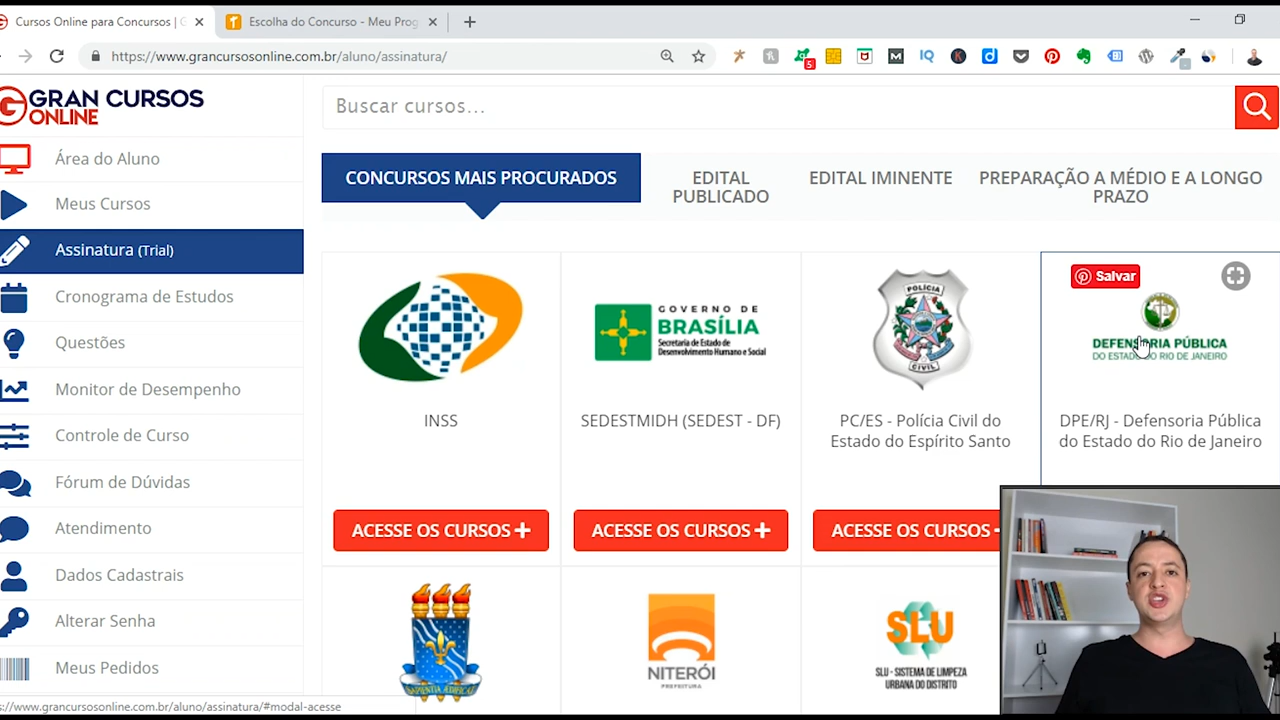 Cursos Online para Concursos | G
Escolha do Concurso - Meu Prog
https://www.grancursosonline.com.br/aluno/assinatura/
5
IQ
GRAN CURSOS
ONLINE
Buscar cursos...
Área do Aluno
Meus Cursos
Assinatura (Trial)
Cronograma de Estudos
Questões
Monitor de Desempenho
Controle de Curso
Fórum de Dúvidas
Atendimento
Dados Cadastrais
Alterar Senha
Meus Pedidos
CONCURSOS MAIS PROCURADOS
EDITAL
PUBLICADO
EDITAL IMINENTE
PREPARAÇÃO A MÉDIO E A LONGO
PRAZO
INSS
ACESSE OS CURSOS+
GOVERNO DE
BRASÍLIA
Secretaria de Estado de
Desenvolvimento Humano e Social
SEDESTMIDH (SEDEST - DF)
ACESSE OS CURSOS+
POLÍCIA
CIVIL
PC/ES - Polícia Civil do
Estado do Espírito Santo
ACESSE OS CURSOS
Salvar
DEFENSORIA PÚBLICA
DO ESTADO DO RIO DE JANEIRO
DPE/RJ - Defensoria Pública
do Estado do Rio de Janeiro
SAPIENTIA AEDIFICAT
NITERÓI
PREFEITURA
SLU
SLU - SISTEMA DE LIMPEZA
URBANA DO DISTRITO
s://www.grancursosonline.com.br/aluno/assinatura/#modal-acesse